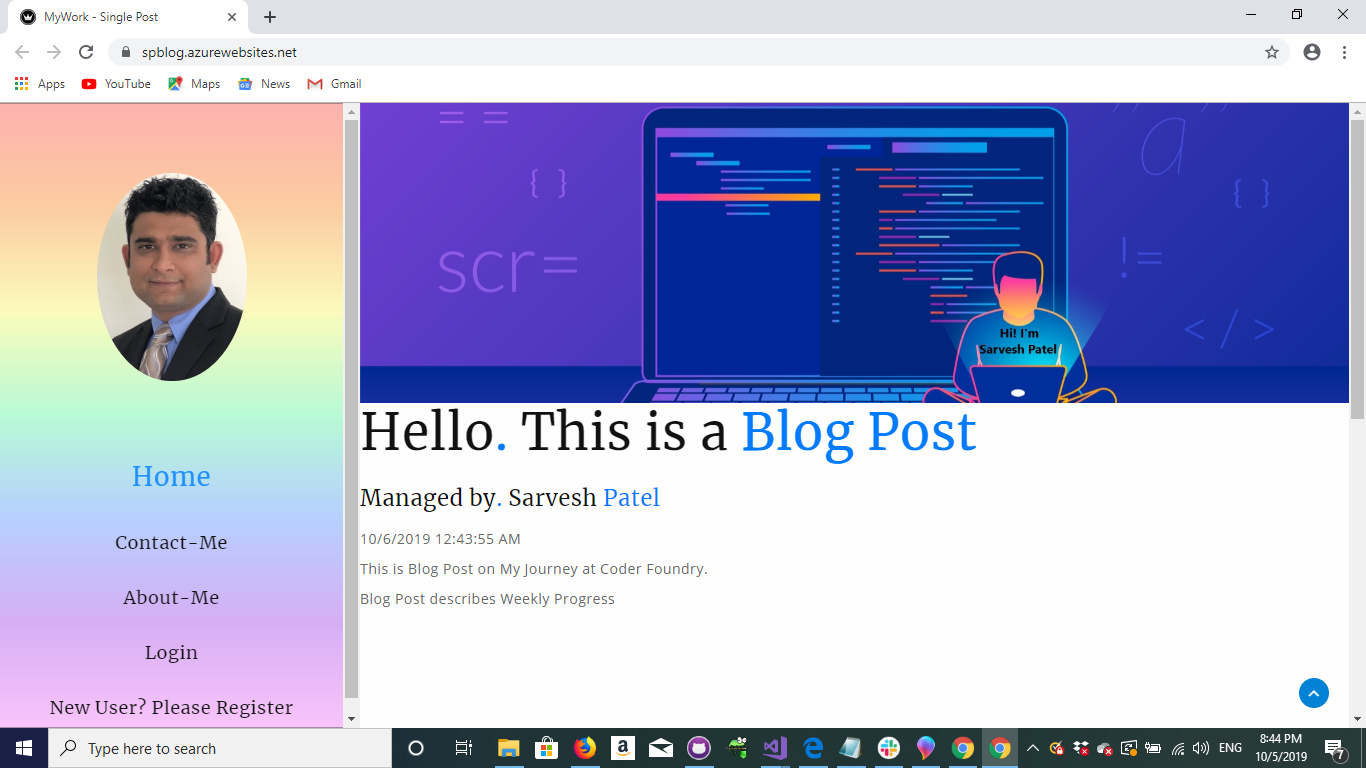 MyWork - Single Post
spblog.azurewebsites.net
Apps YouTube Maps News Gmail
Home
Contact-Me
About-Me
Login
New User? Please Register
= =
{ }
scr=
a
{ }
!=
</>
Hi! I'm
Sarvesh Patel
Hello. This is a Blog Post
Managed by. Sarvesh Patel
10/6/2019 12:43:55 AM
This is Blog Post on My Journey at Coder Foundry.
Blog Post describes Weekly Progress
Type here to search
ENG
8:44 PM
10/5/2019
7